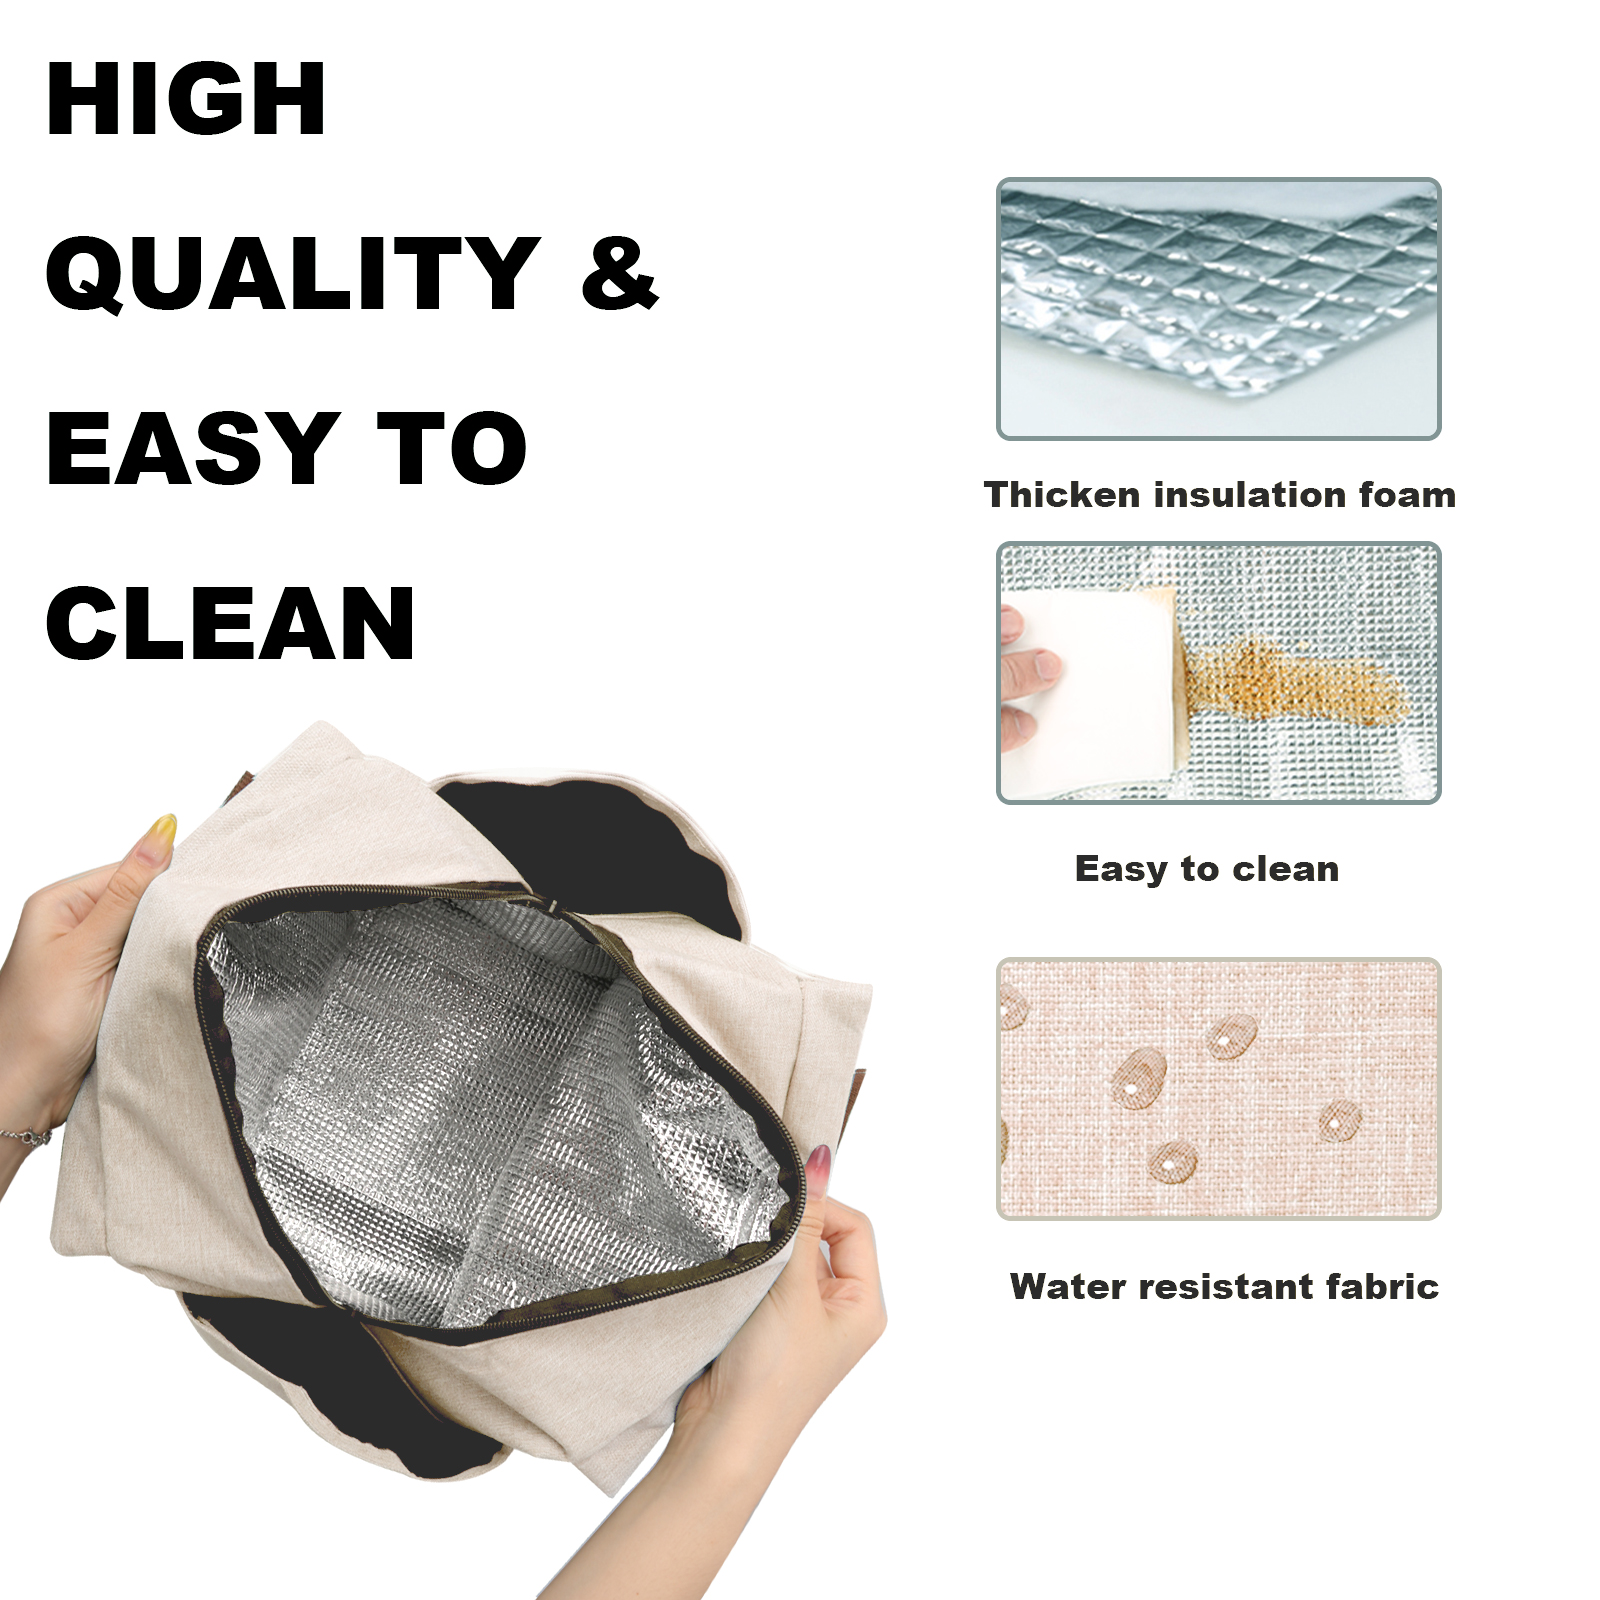 HIGH
QUALITY &
EASY TO
CLEAN
Thicken insulation foam
Easy to clean
Water resistant fabric